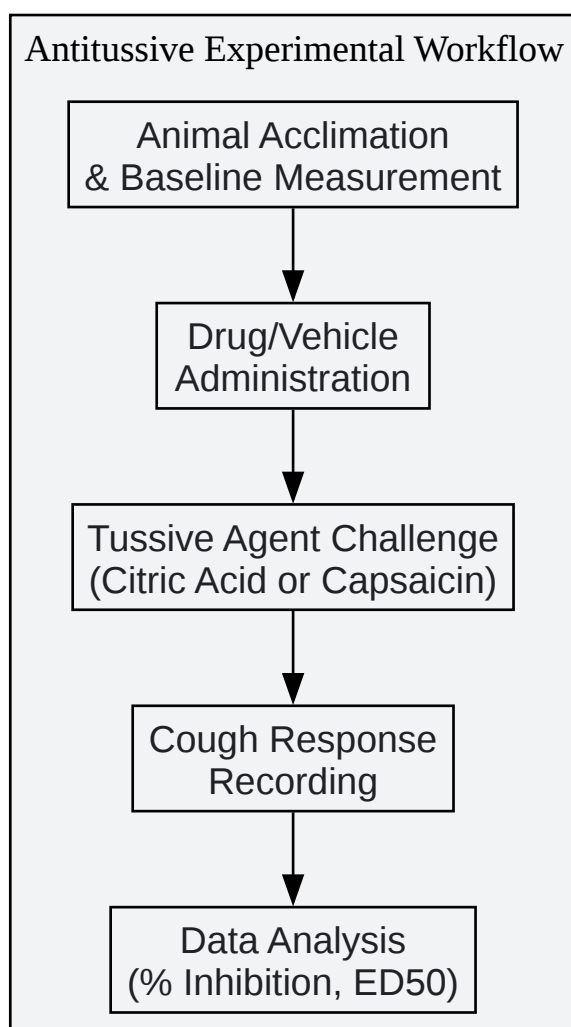 Antitussive Experimental Workflow
Animal Acclimation
& Baseline Measurement
Drug/Vehicle
Administration
Tussive Agent Challenge
(Citric Acid or Capsaicin)
Cough Response
Recording
Data Analysis
(% Inhibition, ED50)